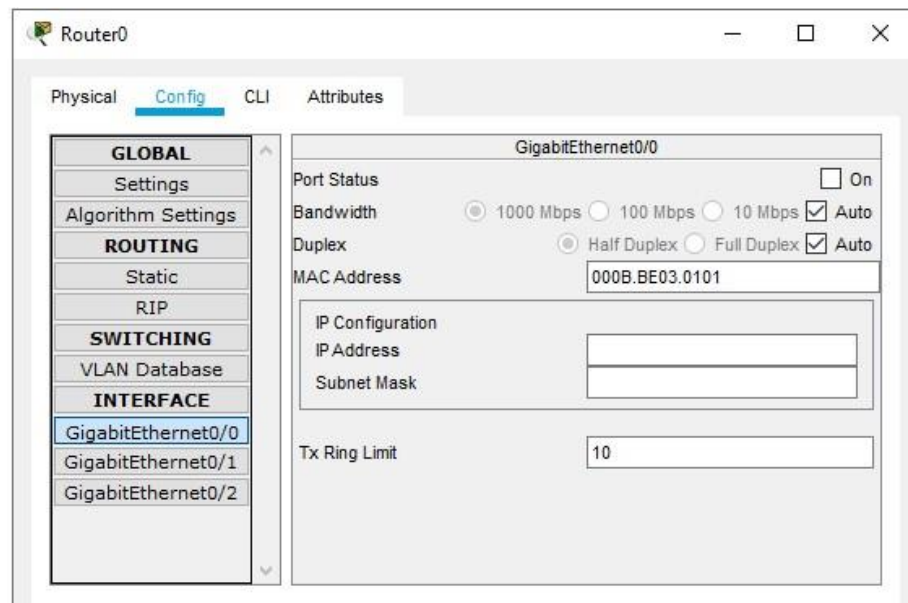 Router0
Physical Config CLI Attributes
GLOBAL
Settings
Algorithm Settings
ROUTING
Static
RIP
SWITCHING
VLAN Database
INTERFACE
GigabitEthernet0/0
GigabitEthernet0/1
GigabitEthernet0/2
GigabitEthernet0/0
Port Status On
Bandwidth 1000 Mbps 100 Mbps 10 Mbps Auto
Duplex Half Duplex Full Duplex Auto
MAC Address 000B.BE03.0101
IP Configuration
IP Address
Subnet Mask
Tx Ring Limit 10